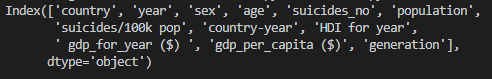 Index(['country', 'year', 'sex', 'age', 'suicides_no', 'population',
'suicides/100k pop', 'country-year', 'HDI for year',
' gdp_for_year ($) ', 'gdp_per_capita ($)', 'generation'],
dtype='object')